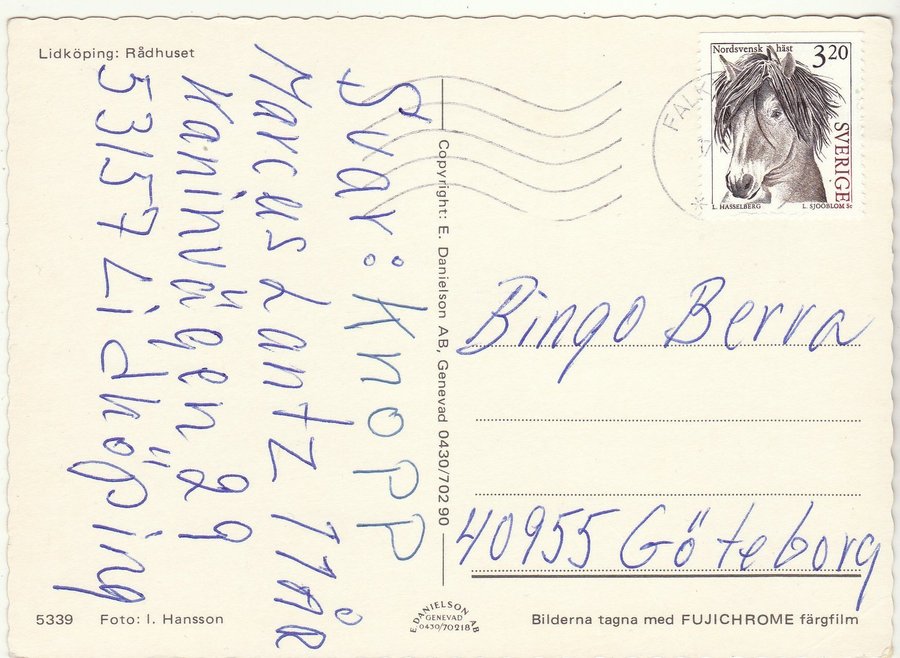 Lidköping: Rådhuset
Svar: Knopp
Marcus Lantz 11 år
Kaninvägen 29
53157 Lidköping
5339 Foto: I. Hansson
Copyright: E. Danielson AB, Genevad 0430/702 90
E. DANIELSON AB
GENEVAD
0430/70218
Nordsvensk häst
3.20
SVERIGE
L. HASSELBERG L. SJÖÖBLOM Sc
FALK
Bingo Berra
40955 Göteborg
Bilderna tagna med FUJICHROME färgfilm